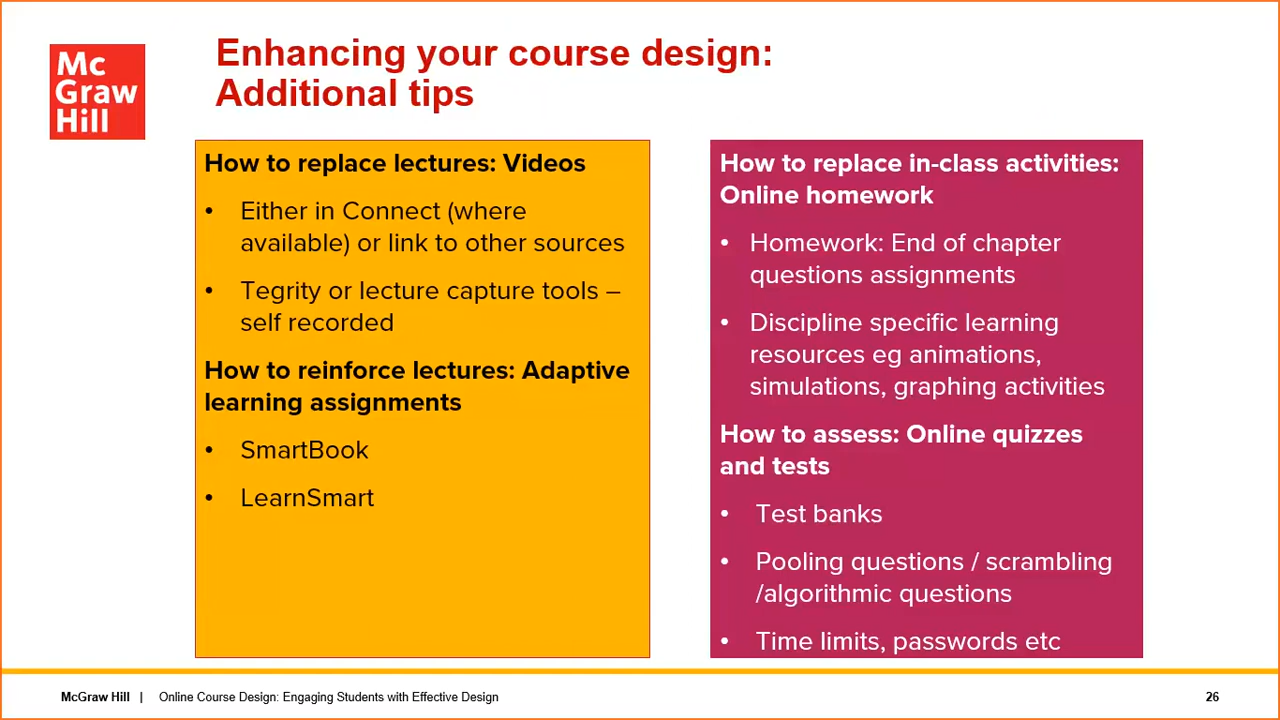 Mc
Graw
Hill
Enhancing your course design:
Additional tips
How to replace lectures: Videos
• Either in Connect (where
available) or link to other sources
• Tegrity or lecture capture tools –
self recorded
How to reinforce lectures: Adaptive
learning assignments
• SmartBook
• LearnSmart
How to replace in-class activities:
Online homework
• Homework: End of chapter
questions assignments
• Discipline specific learning
resources eg animations,
simulations, graphing activities
How to assess: Online quizzes
and tests
• Test banks
• Pooling questions / scrambling
/algorithmic questions
• Time limits, passwords etc
McGraw Hill | Online Course Design: Engaging Students with Effective Design
26